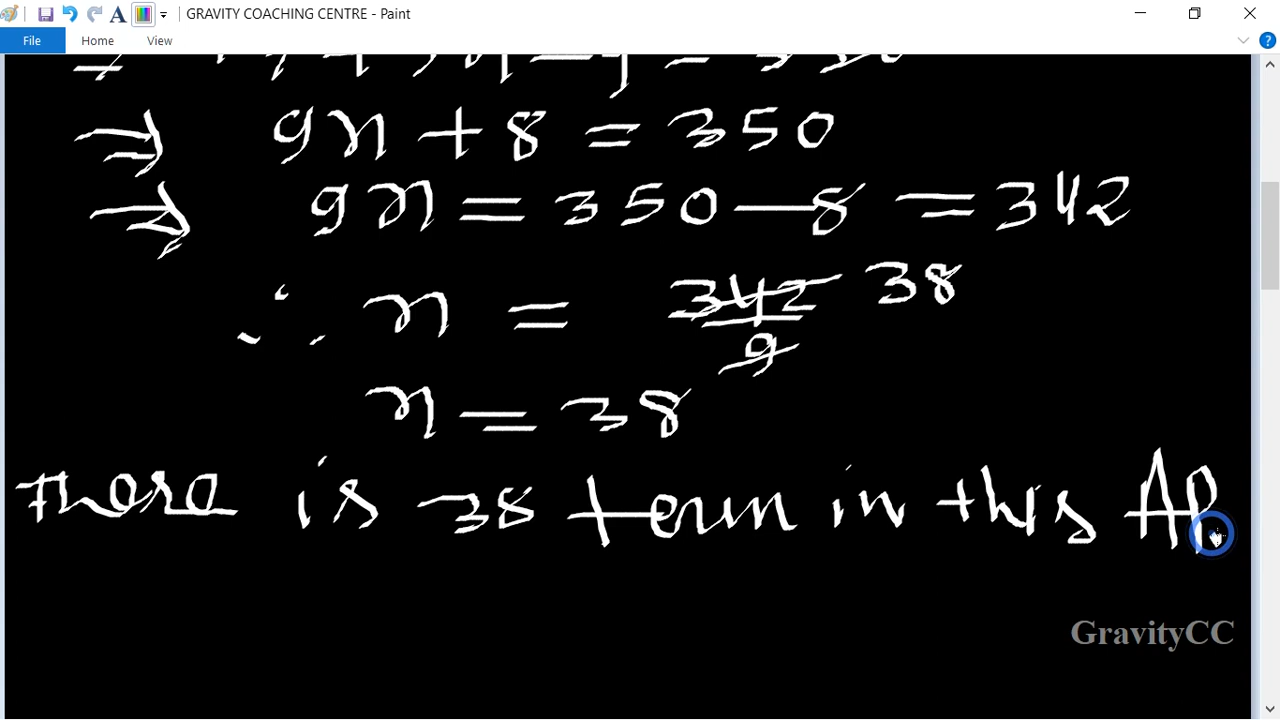 GRAVITY COACHING CENTRE - Paint
File Home View
⇒ 9n + 8 = 350
⇒ 9n = 350 - 8 = 342
∴ n = 342/9 38
n = 38
There is 38 term in this AP
GravityCC